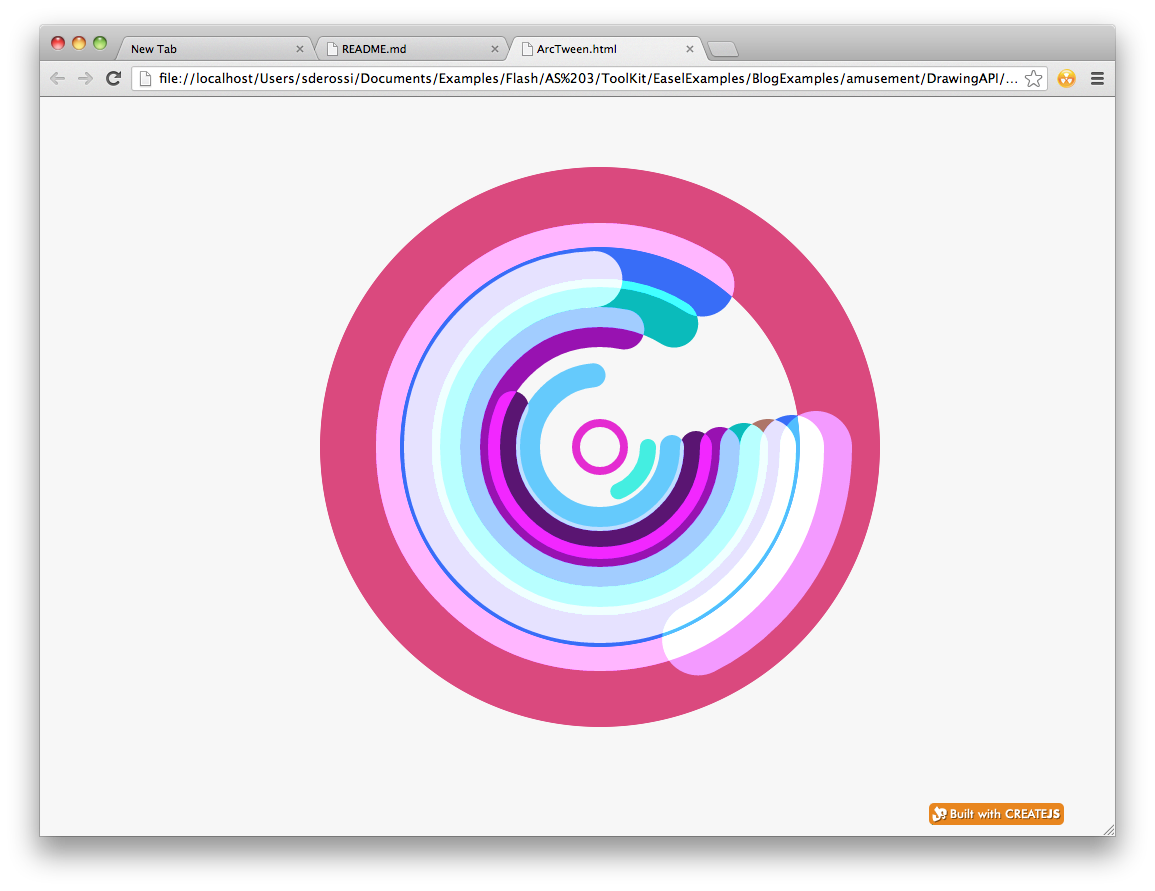 New Tab
README.md
ArcTween.html
file://localhost/Users/sderossi/Documents/Examples/Flash/AS%203/ToolKit/EaselExamples/BlogExamples/amusement/DrawingAPI/...
Built with CREATEJS